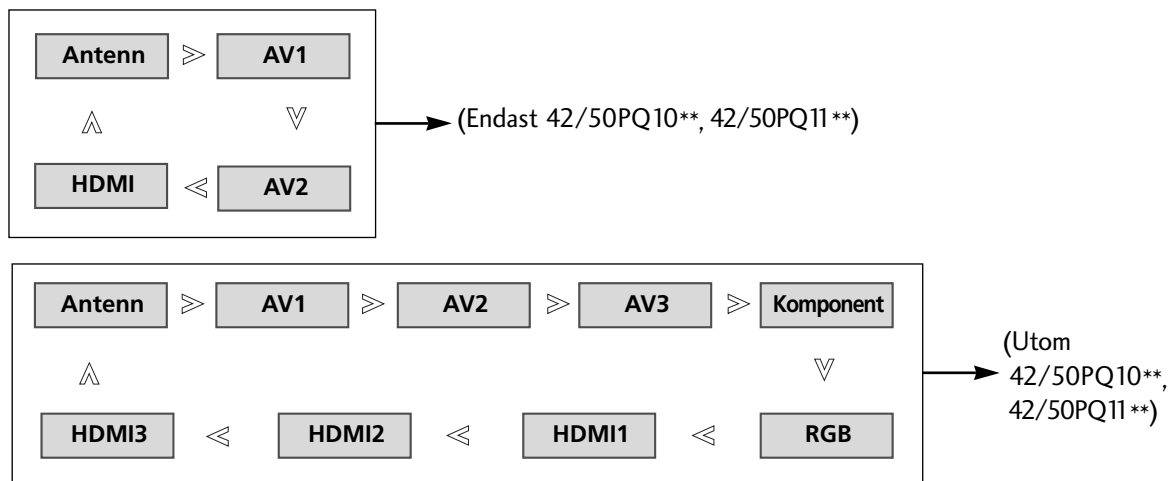 Antenn AV1
(Endast 42/50PQ10**, 42/50PQ11**)
HDMI AV2
Antenn AV1 AV2 AV3 Komponent
(Utom
42/50PQ10**,
42/50PQ11**)
HDMI3 HDMI2 HDMI1 RGB